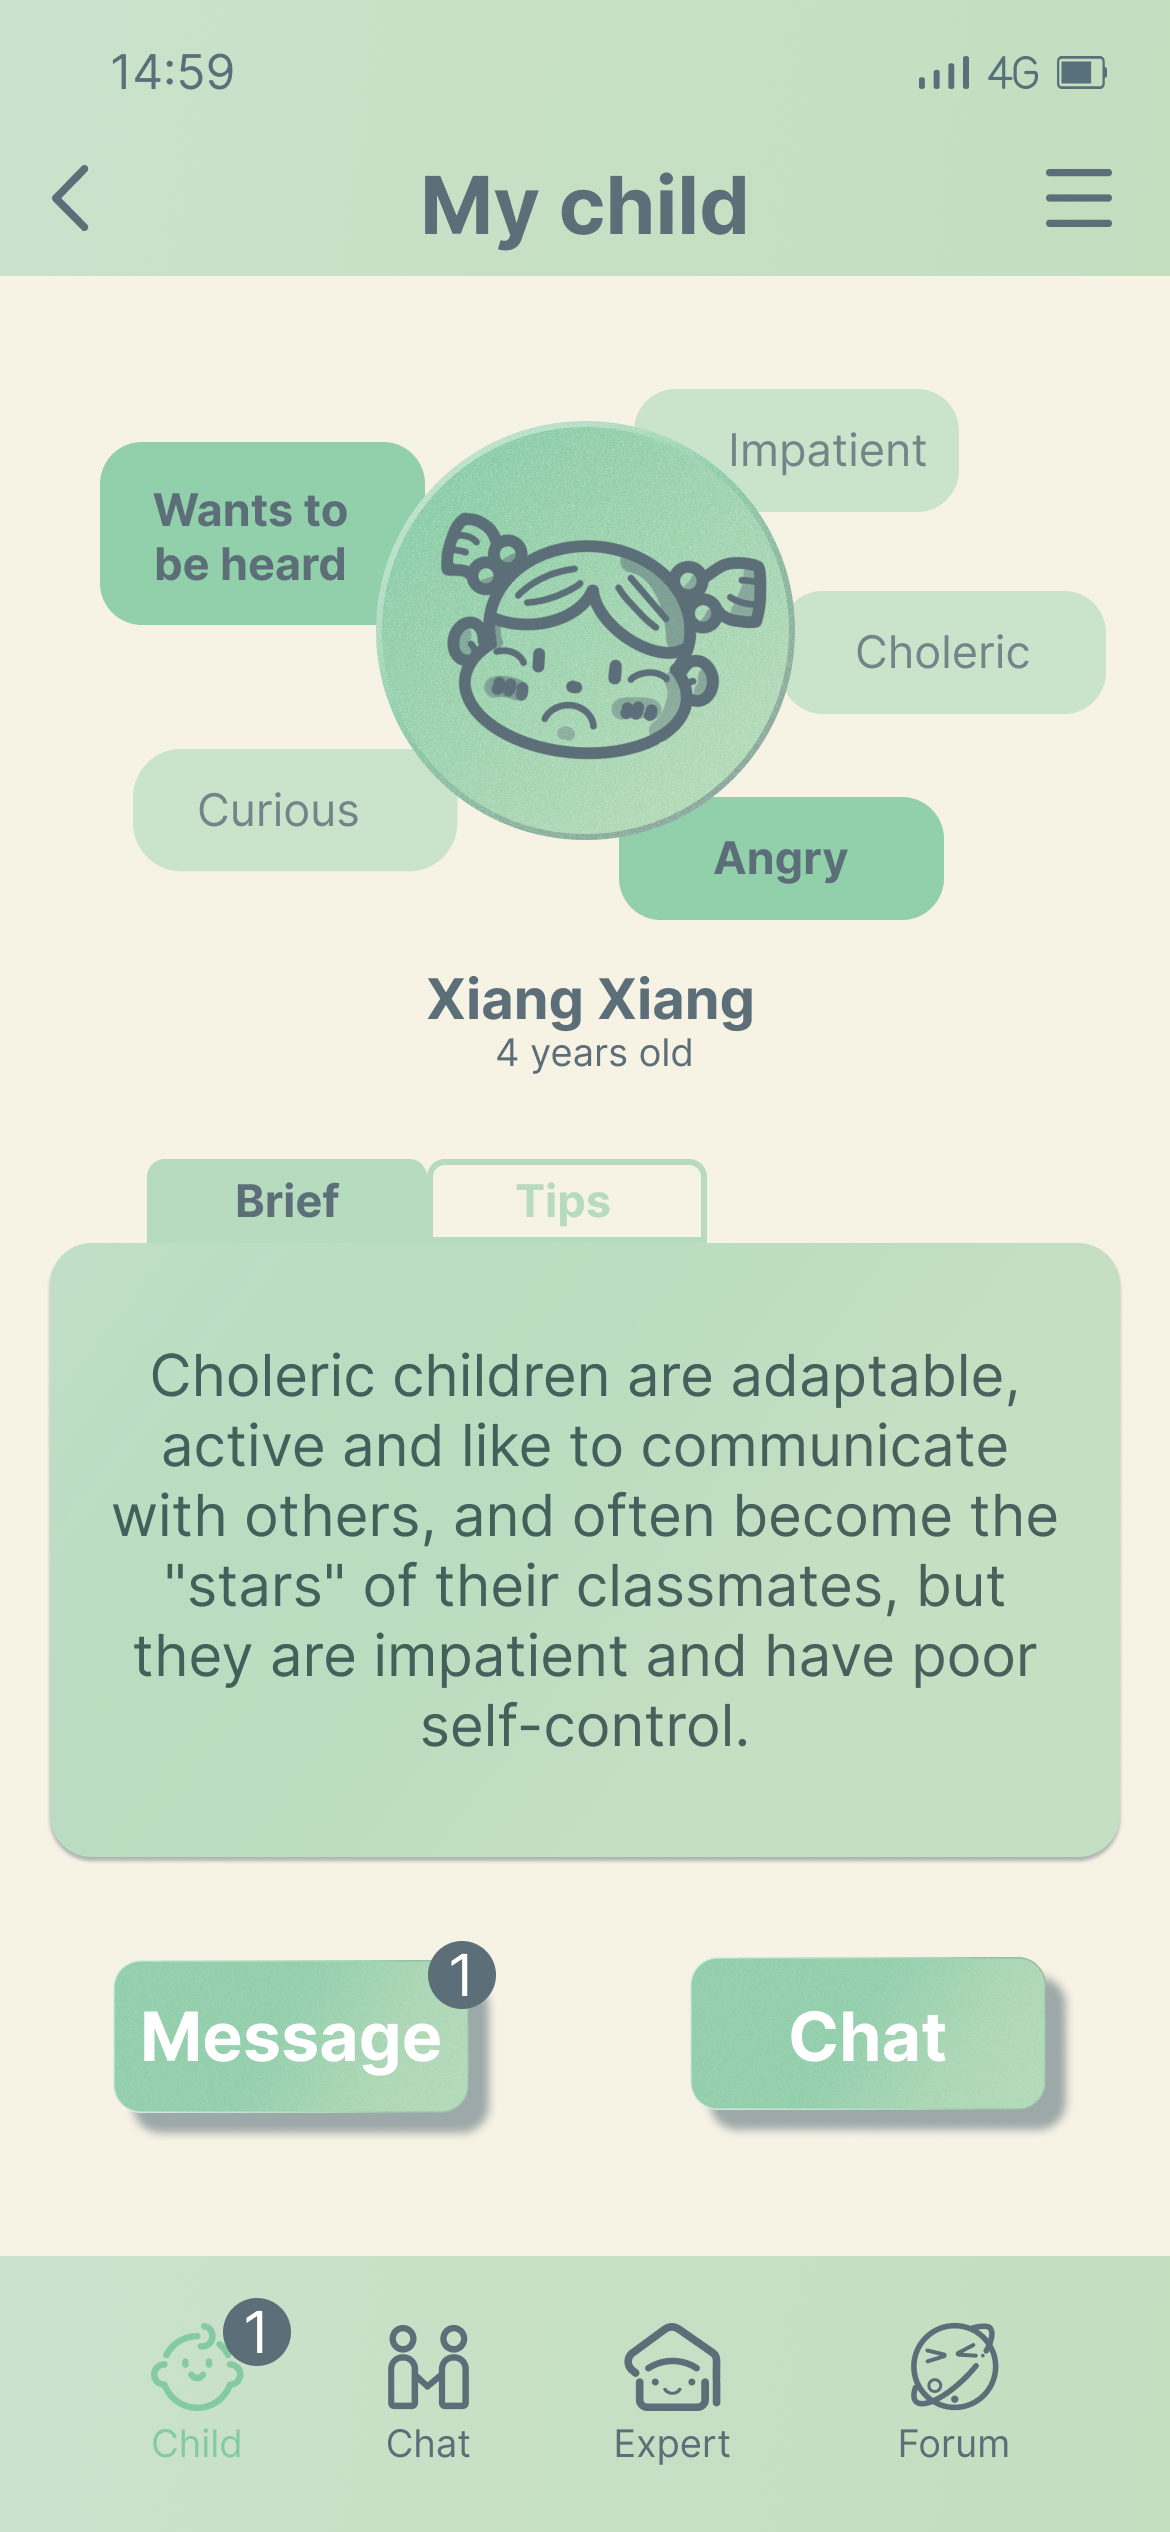 14:59
4G
My child
Impatient
Wants to
be heard
Choleric
Curious
Angry
Xiang Xiang
4 years old
Brief
Tips
Choleric children are adaptable,
active and like to communicate
with others, and often become the
"stars" of their classmates, but
they are impatient and have poor
self-control.
1
Message
Chat
1
Child
Chat
Expert
Forum